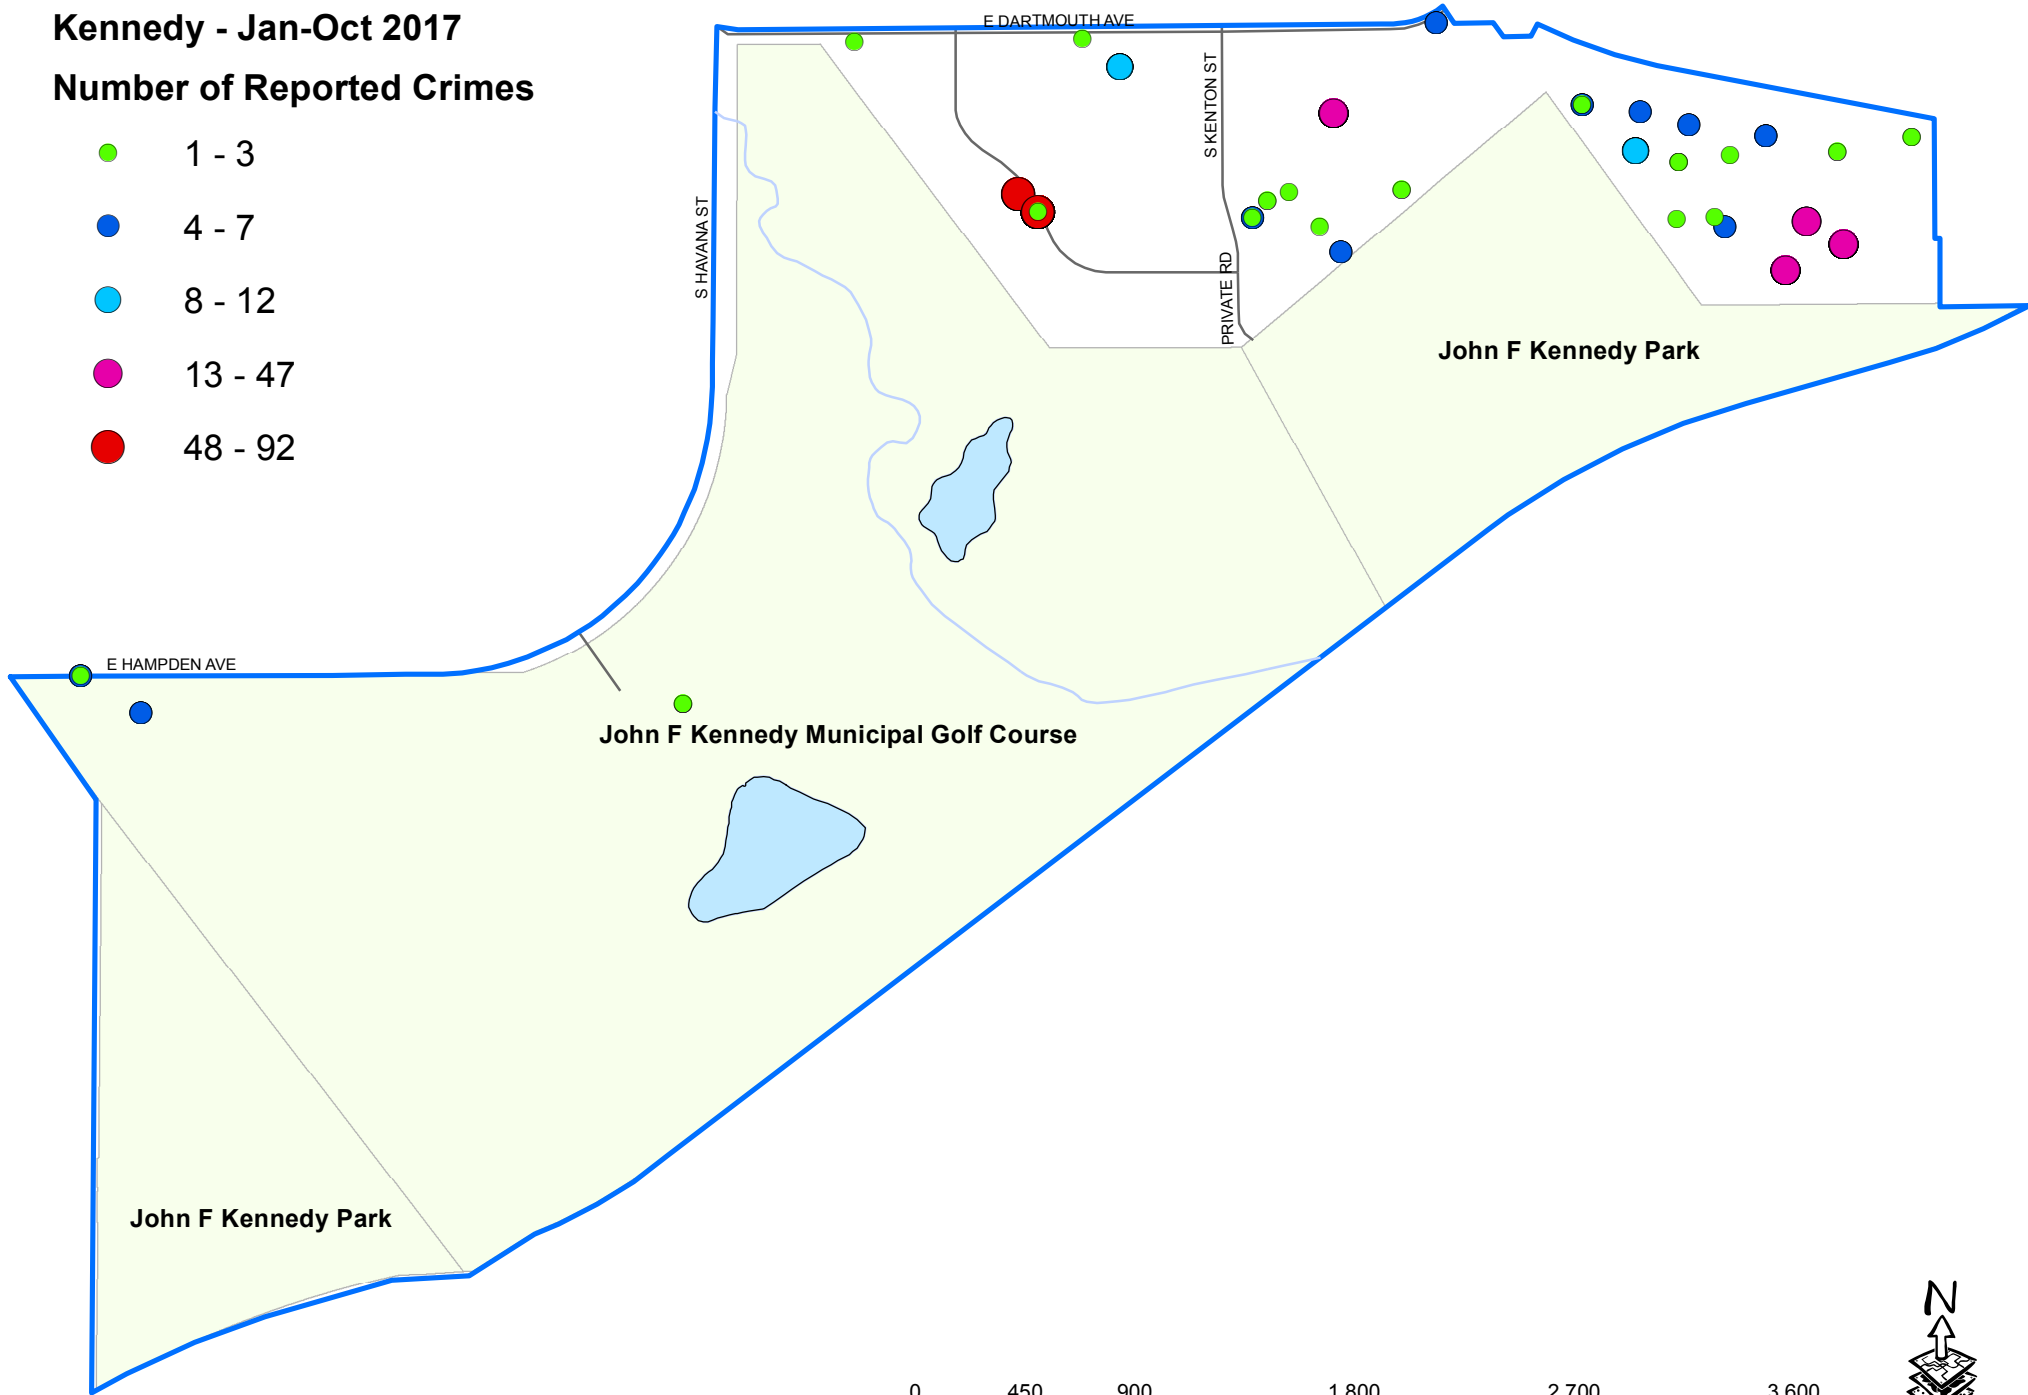 Kennedy - Jan-Oct 2017
Number of Reported Crimes
1 - 3
4 - 7
8 - 12
13 - 47
48 - 92
E DARTMOUTH AVE
S KENTON ST
S HAVANA ST
PRIVATE RD
John F Kennedy Park
E HAMPDEN AVE
John F Kennedy Municipal Golf Course
John F Kennedy Park
N
0 450 900 1,800 2,700 3,600